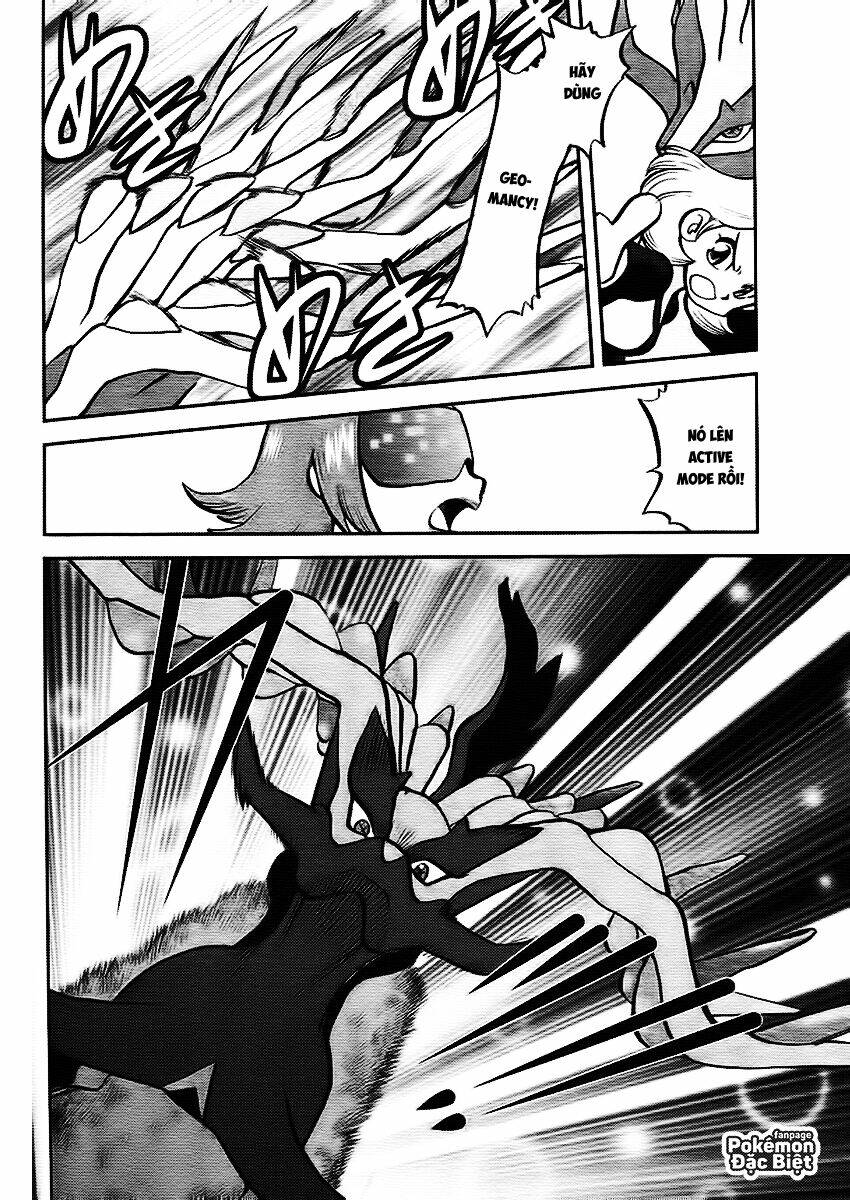 HÃY
DÙNG
GEO-
MANCY!
めき
めき
めき
NÓ LÊN
ACTIVE
MODE RỒI!
fanpage
Pokémon
Đặc Biệt